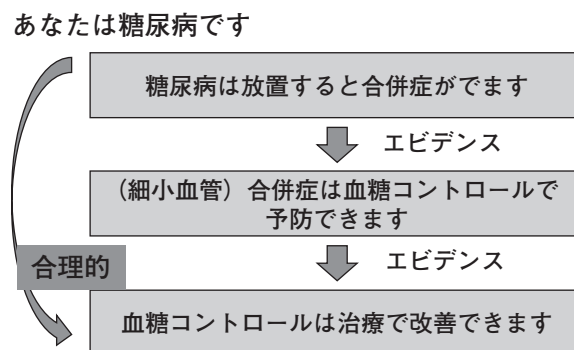 あなたは糖尿病です
糖尿病は放置すると合併症がでます
エビデンス
（細小血管）合併症は血糖コントロールで
予防できます
エビデンス
合理的
血糖コントロールは治療で改善できます